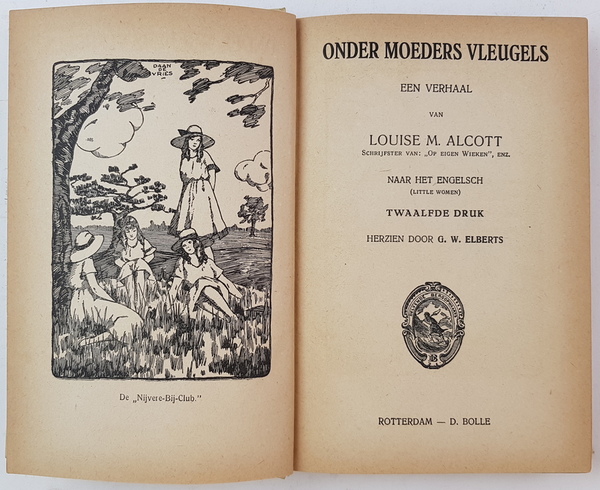 DAAN
DE
VRIES
De „Nijvere-Bij-Club."
ONDER MOEDERS VLEUGELS
EEN VERHAAL
VAN
LOUISE M. ALCOTT
SCHRIJFSTER VAN: „OP EIGEN WIEKEN", ENZ.
NAAR HET ENGELSCH
(LITTLE WOMEN)
TWAALFDE DRUK
HERZIEN DOOR G. W. ELBERTS
ROTTERDAM — D. BOLLE